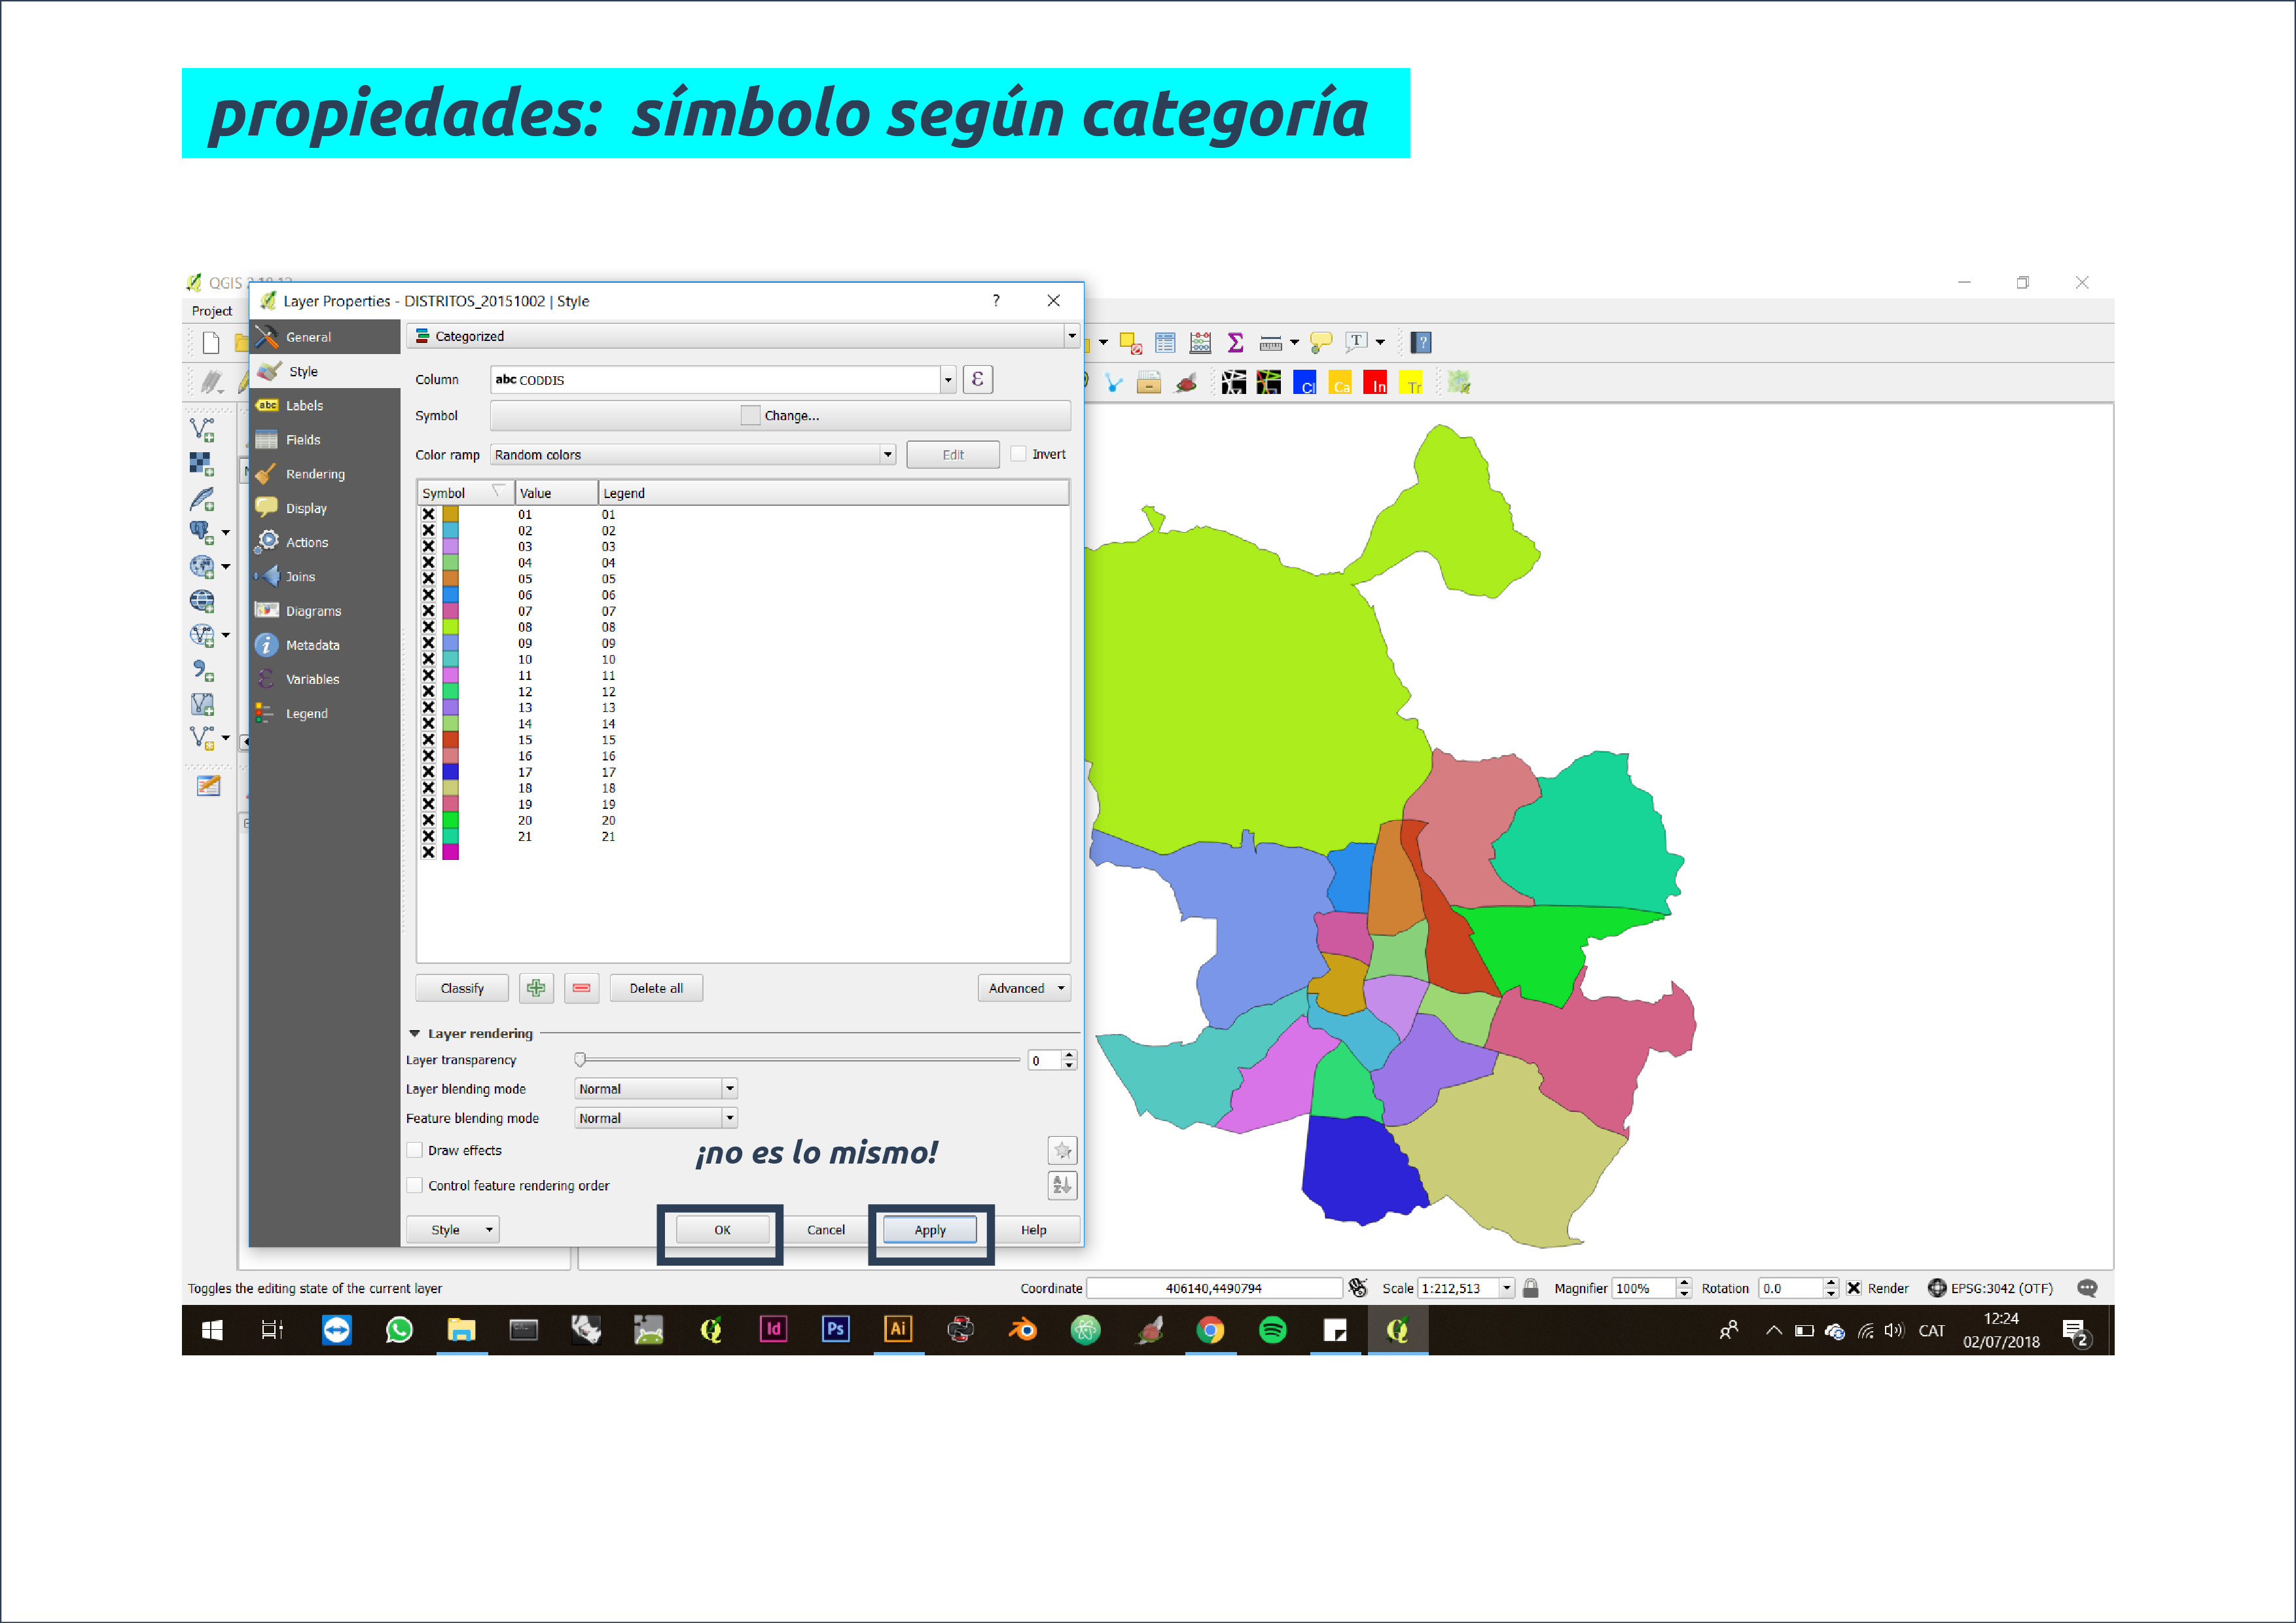 propiedades: símbolo según categoría
QGIS
Layer Properties - DISTRITOS_20151002 | Style
?
Project
General
Categorized
Style
Column
abc CODDIS
ε
Labels
Symbol
Change...
Fields
Color ramp
Random colors
Edit
Invert
Rendering
Symbol Value Legend
Display
01 01
02 02
Actions
03 03
04 04
Joins
05 05
06 06
Diagrams
07 07
08 08
Metadata
09 09
10 10
Variables
11 11
12 12
Legend
13 13
14 14
15 15
16 16
17 17
18 18
19 19
20 20
21 21
T
?
Cl Ca In Tr
Classify
Delete all
Advanced
Layer rendering
Layer transparency
0
Layer blending mode
Normal
Feature blending mode
Normal
Draw effects
¡no es lo mismo!
Control feature rendering order
Style
OK
Cancel
Apply
Help
Toggles the editing state of the current layer
Coordinate
406140,4490794
Scale
1:212,513
Magnifier
100%
Rotation
0.0
Render
EPSG:3042 (OTF)
Id
Ps
Ai
CAT
12:24
02/07/2018
2